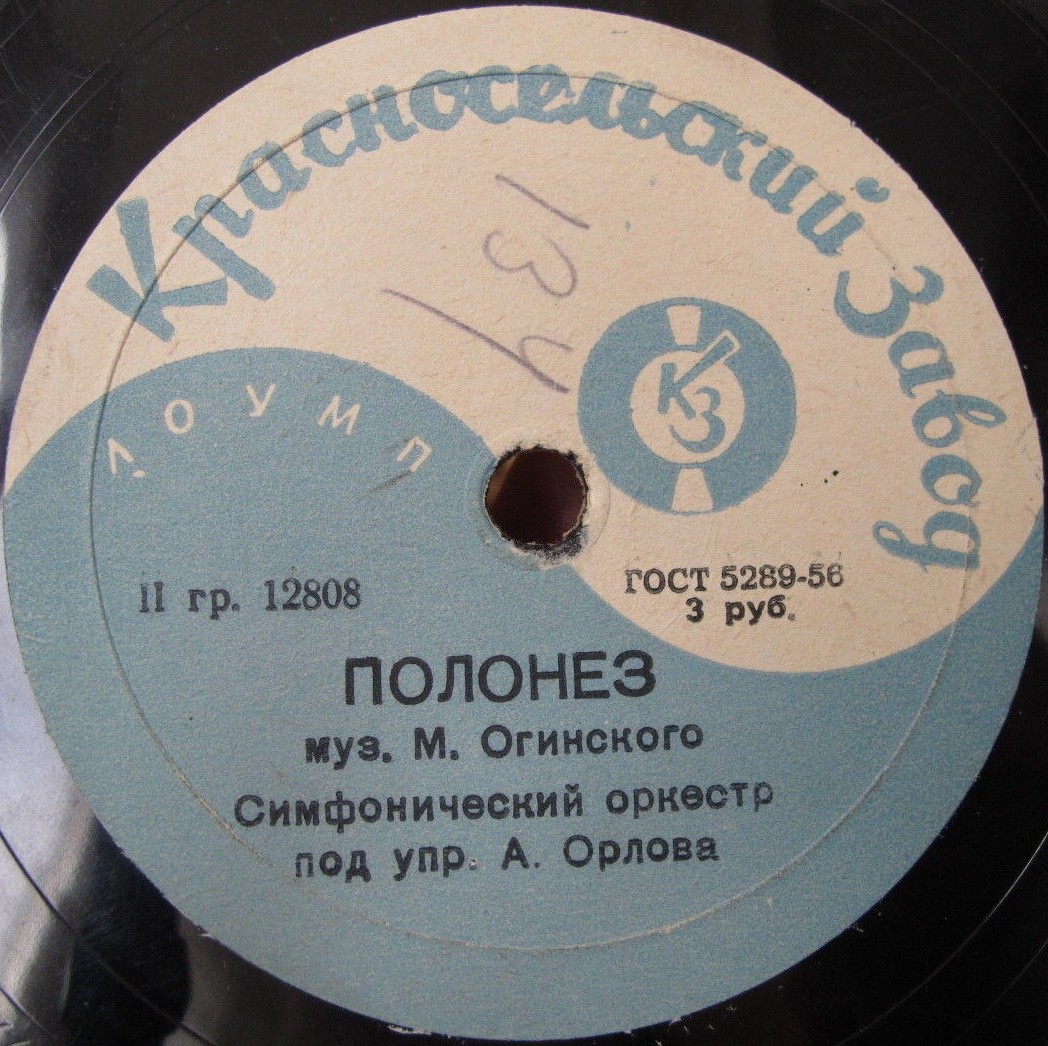 Красносельский Завод
134
КЗ
ЛОУМП
II гр. 12808
ГОСТ 5289-56
3 руб.
ПОЛОНЕЗ
муз. М. Огинского
Симфонический оркестр
под упр. А. Орлова